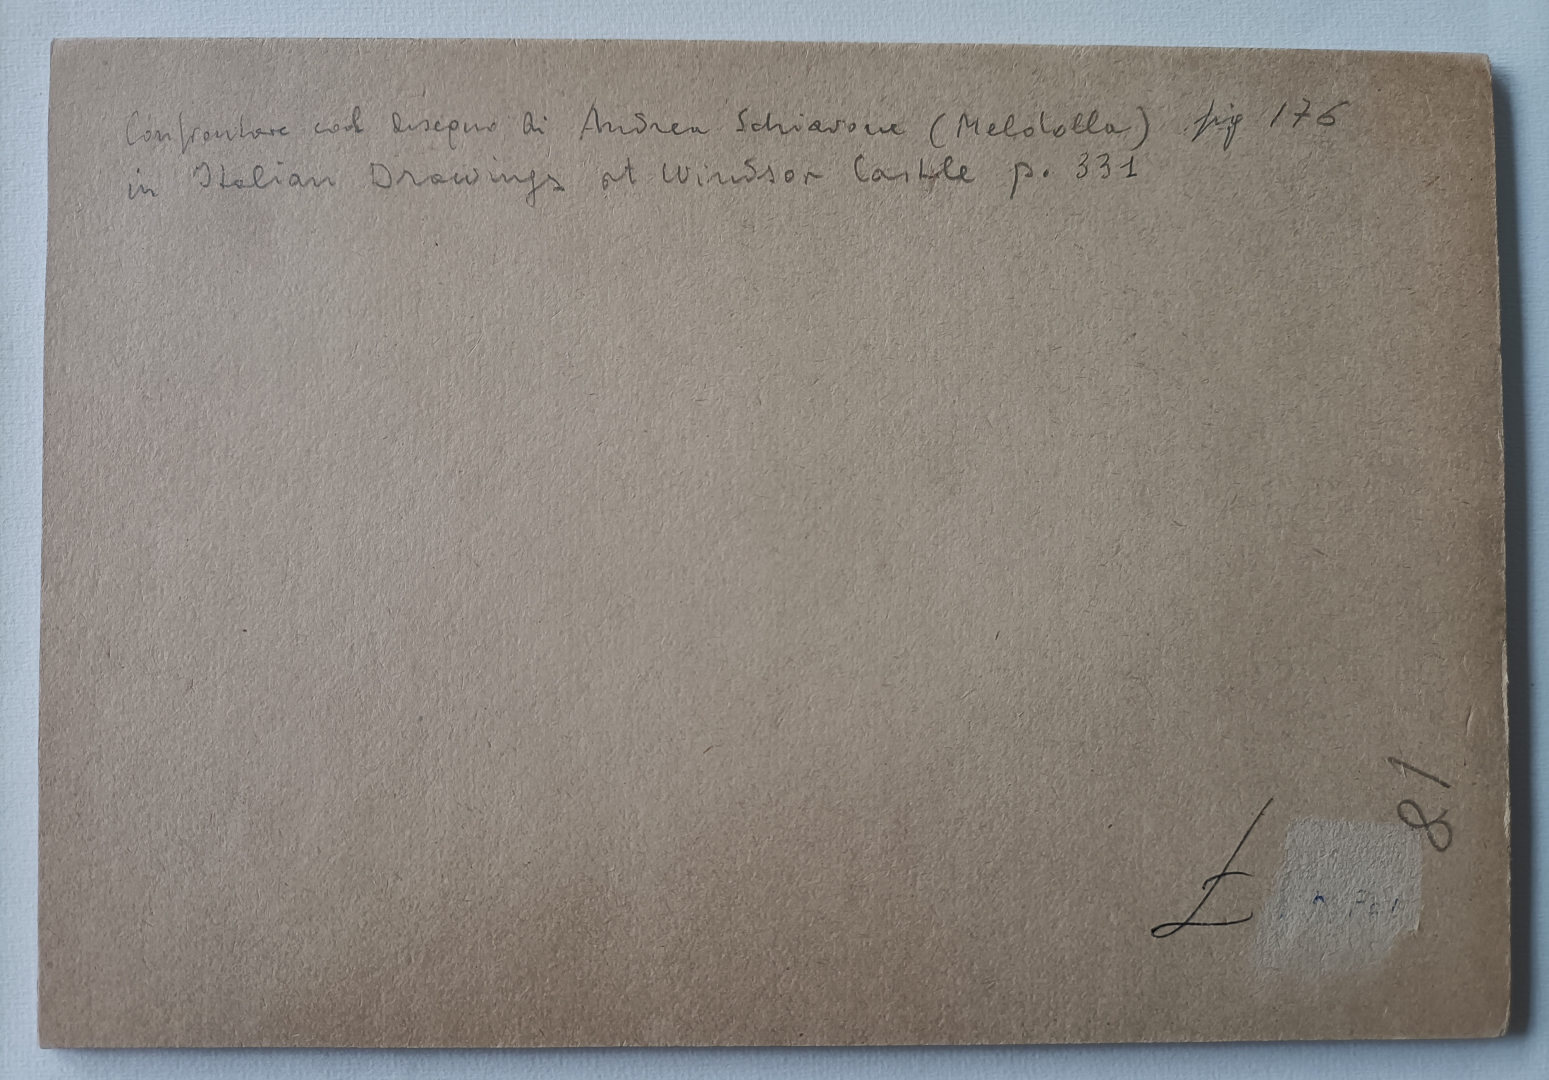 Confrontare col disegno di Andrea Schiavone (Meldolla) fig 176
in Italian Drawings at Windsor Castle p. 331
81
£